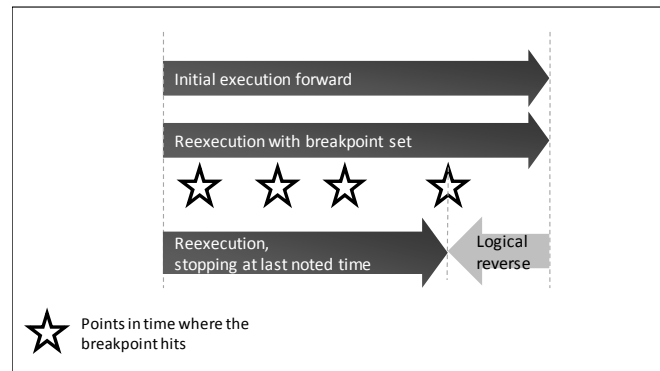 Initial execution forward
Reexecution with breakpoint set
Reexecution,
stopping at last noted time
Logical
reverse
Points in time where the
breakpoint hits